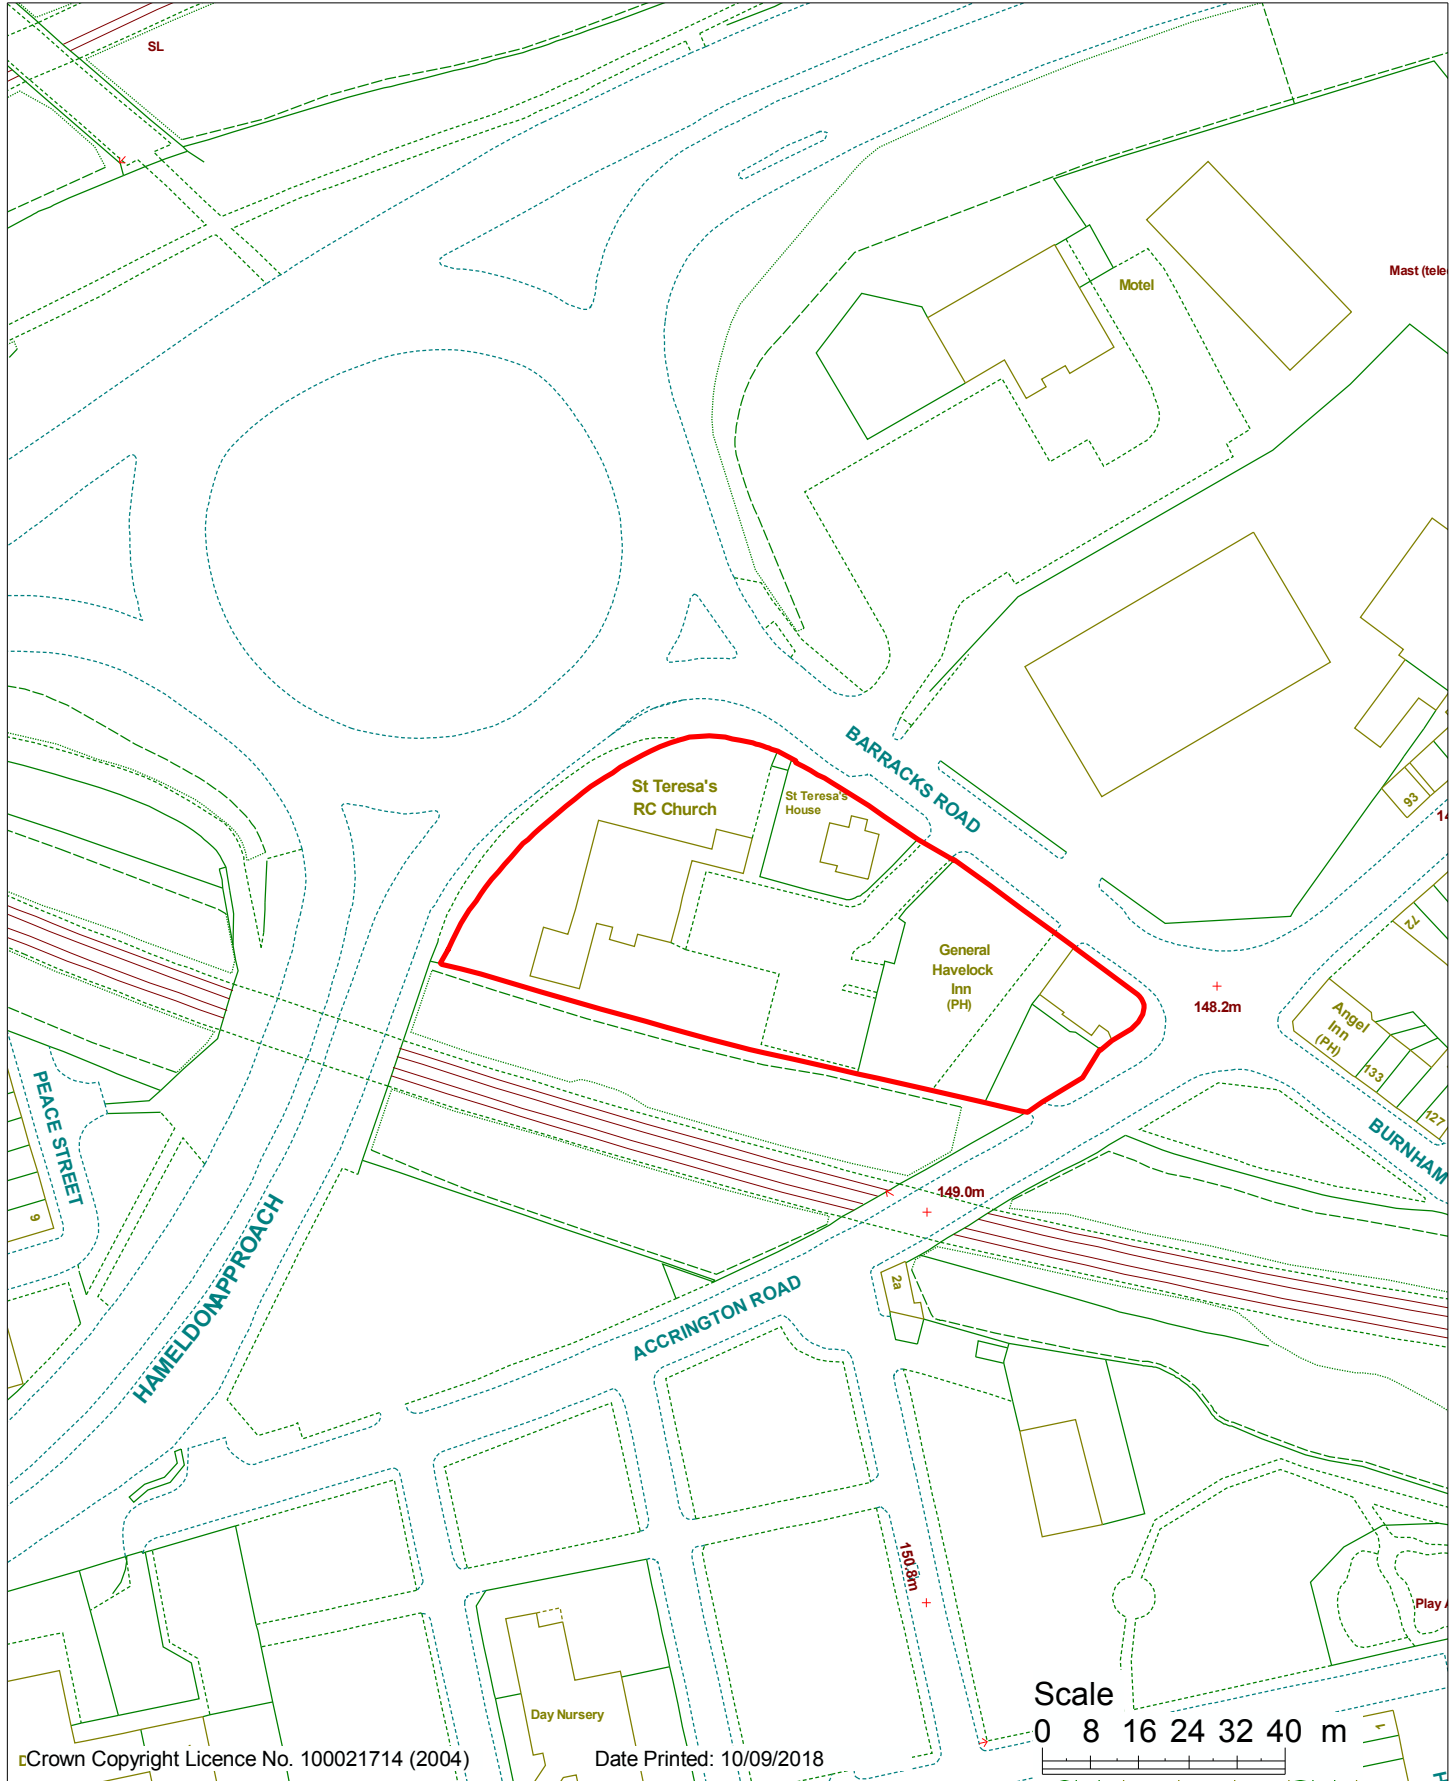 SL
Motel
Mast (tele
BARRACKS ROAD
St Teresa's
RC Church
St Teresa's
House
93
14
72
General
Havelock
Inn
(PH)
148.2m
Angel
Inn
(PH)
133
127
PEACE STREET
BURNHAM
9
149.0m
HAMELDON APPROACH
2a
ACCRINGTON ROAD
150.8m
Play
Scale
0 8 16 24 32 40 m
Day Nursery
1
Crown Copyright Licence No. 100021714 (2004)
Date Printed: 10/09/2018